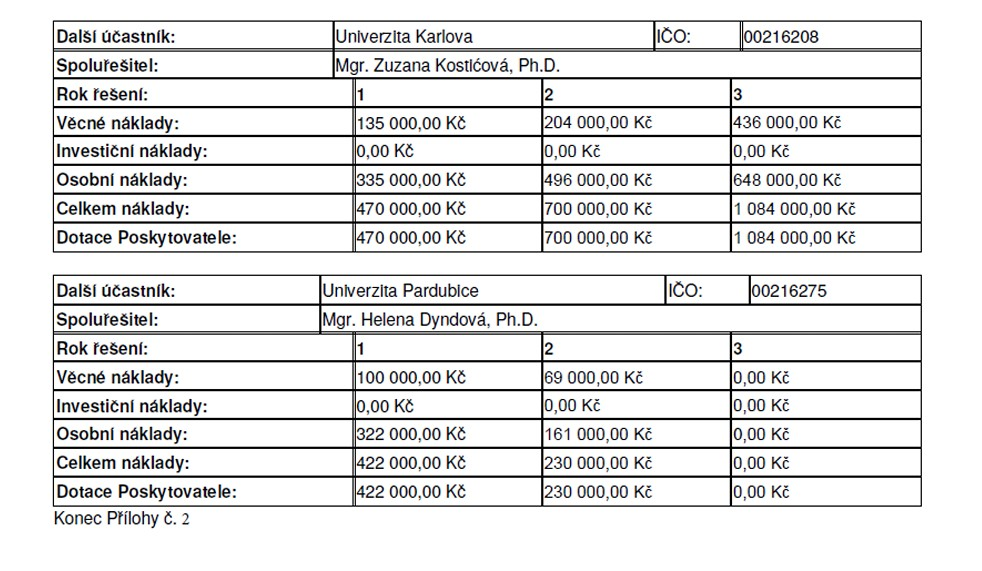 Další účastník: Univerzita Karlova IČO: 00216208
Spoluřešitel: Mgr. Zuzana Kostićová, Ph.D.
Rok řešení: 1 2 3
Věcné náklady: 135 000,00 Kč 204 000,00 Kč 436 000,00 Kč
Investiční náklady: 0,00 Kč 0,00 Kč 0,00 Kč
Osobní náklady: 335 000,00 Kč 496 000,00 Kč 648 000,00 Kč
Celkem náklady: 470 000,00 Kč 700 000,00 Kč 1 084 000,00 Kč
Dotace Poskytovatele: 470 000,00 Kč 700 000,00 Kč 1 084 000,00 Kč
Další účastník: Univerzita Pardubice IČO: 00216275
Spoluřešitel: Mgr. Helena Dyndová, Ph.D.
Rok řešení: 1 2 3
Věcné náklady: 100 000,00 Kč 69 000,00 Kč 0,00 Kč
Investiční náklady: 0,00 Kč 0,00 Kč 0,00 Kč
Osobní náklady: 322 000,00 Kč 161 000,00 Kč 0,00 Kč
Celkem náklady: 422 000,00 Kč 230 000,00 Kč 0,00 Kč
Dotace Poskytovatele: 422 000,00 Kč 230 000,00 Kč 0,00 Kč
Konec Přílohy č. 2